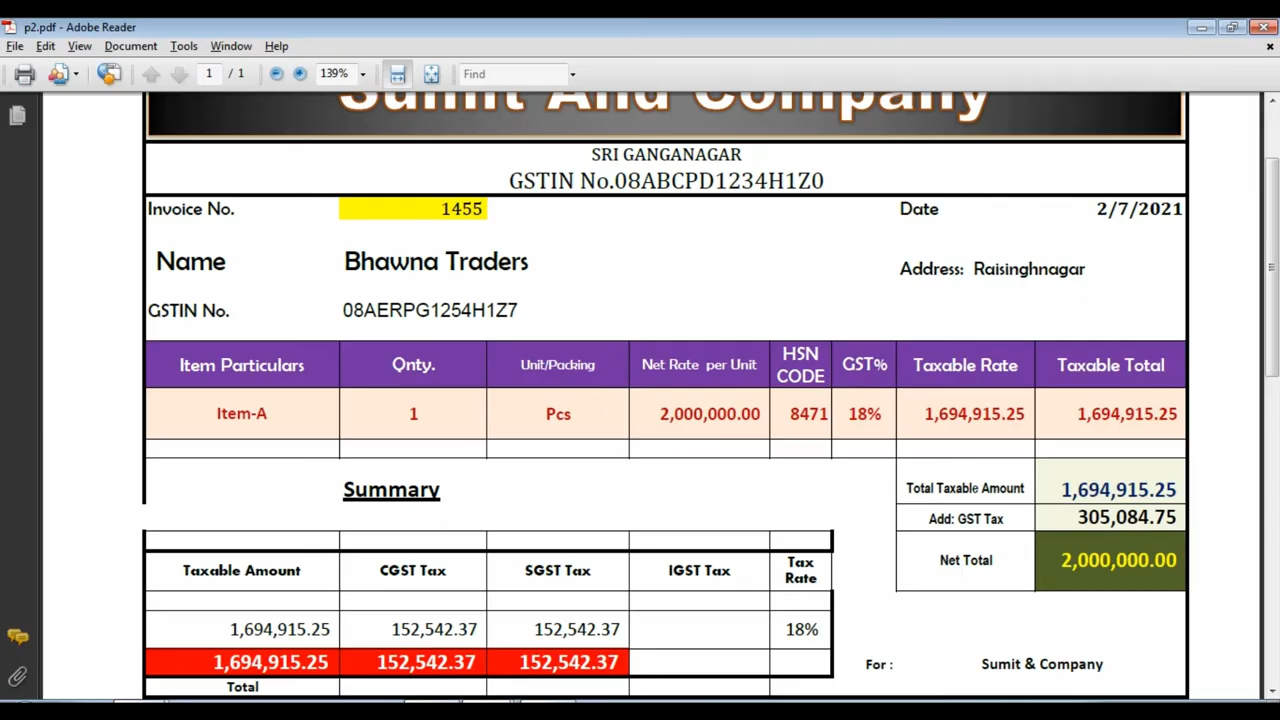 p2.pdf - Adobe Reader
File Edit View Document Tools Window Help
1 / 1 139% Find
Sumit And Company
SRI GANGANAGAR
GSTIN No.08ABCPD1234H1Z0
Invoice No. 1455 Date 2/7/2021
Name Bhawna Traders Address: Raisinghnagar
GSTIN No. 08AERPG1254H1Z7
Item Particulars Qnty. Unit/Packing Net Rate per Unit HSN CODE GST% Taxable Rate Taxable Total
Item-A 1 Pcs 2,000,000.00 8471 18% 1,694,915.25 1,694,915.25
Summary Total Taxable Amount 1,694,915.25
Add: GST Tax 305,084.75
Net Total 2,000,000.00
Taxable Amount CGST Tax SGST Tax IGST Tax Tax Rate
1,694,915.25 152,542.37 152,542.37 18%
1,694,915.25 152,542.37 152,542.37 For : Sumit & Company
Total